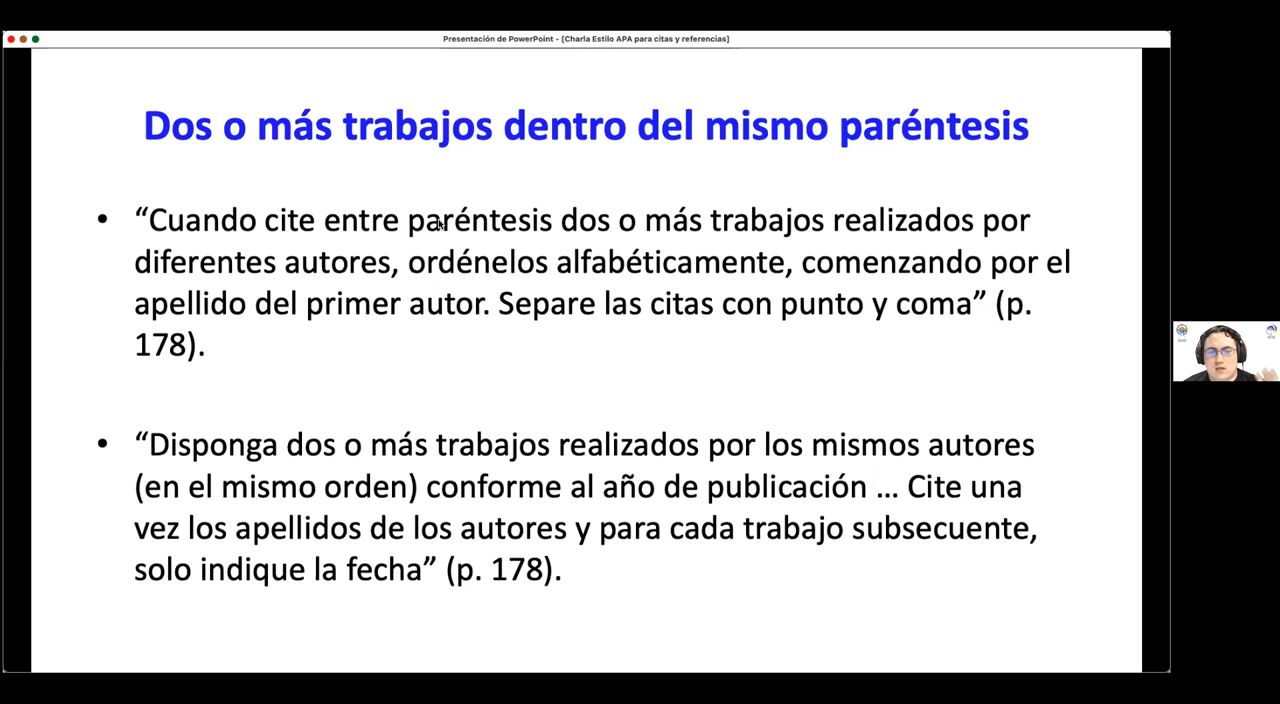 Presentación de PowerPoint - [Charla Estilo APA para citas y referencias]
Dos o más trabajos dentro del mismo paréntesis
• “Cuando cite entre paréntesis dos o más trabajos realizados por
diferentes autores, ordénelos alfabéticamente, comenzando por el
apellido del primer autor. Separe las citas con punto y coma” (p.
178).
• “Disponga dos o más trabajos realizados por los mismos autores
(en el mismo orden) conforme al año de publicación ... Cite una
vez los apellidos de los autores y para cada trabajo subsecuente,
solo indique la fecha” (p. 178).